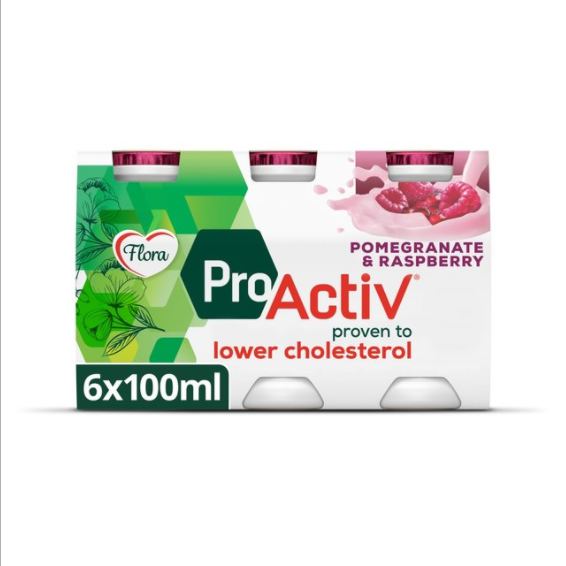 Flora
ProActiv®
POMEGRANATE
& RASPBERRY
proven to
lower cholesterol
6x100ml